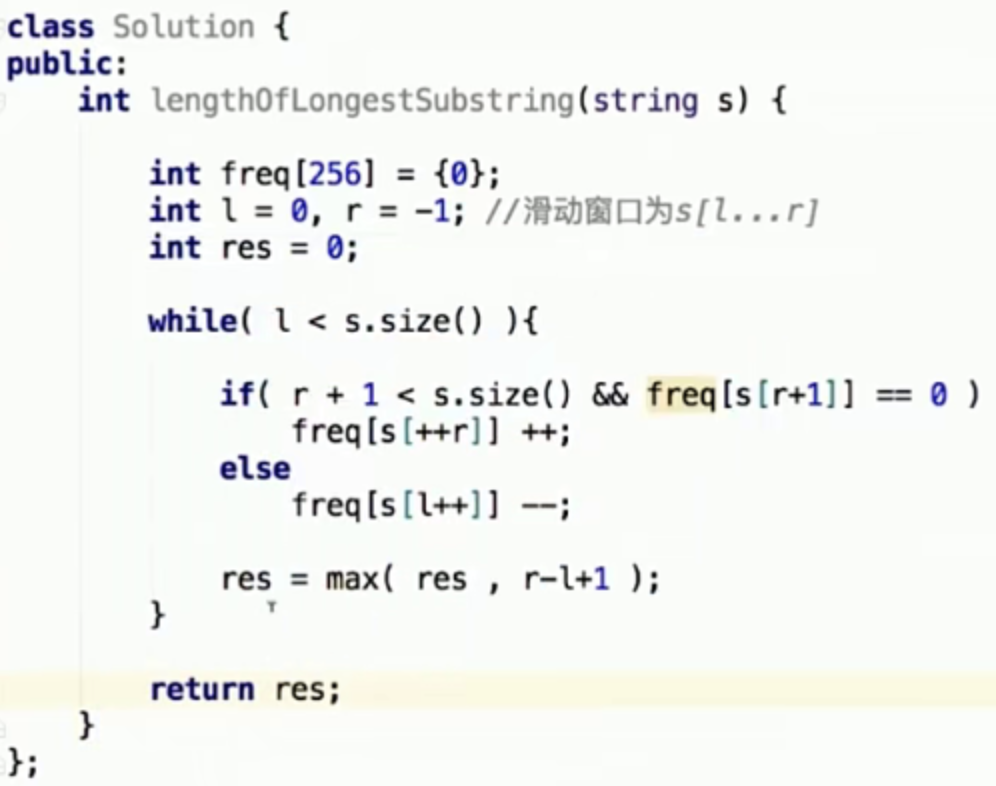 class Solution {
public:
    int lengthOfLongestSubstring(string s) {
        int freq[256] = {0};
        int l = 0, r = -1; //滑动窗口为s[l...r]
        int res = 0;
        while( l < s.size() ){
            if( r + 1 < s.size() && freq[s[r+1]] == 0 )
                freq[s[++r]] ++;
            else
                freq[s[l++]] --;
            res = max( res , r-l+1 );
        }
        return res;
    }
};